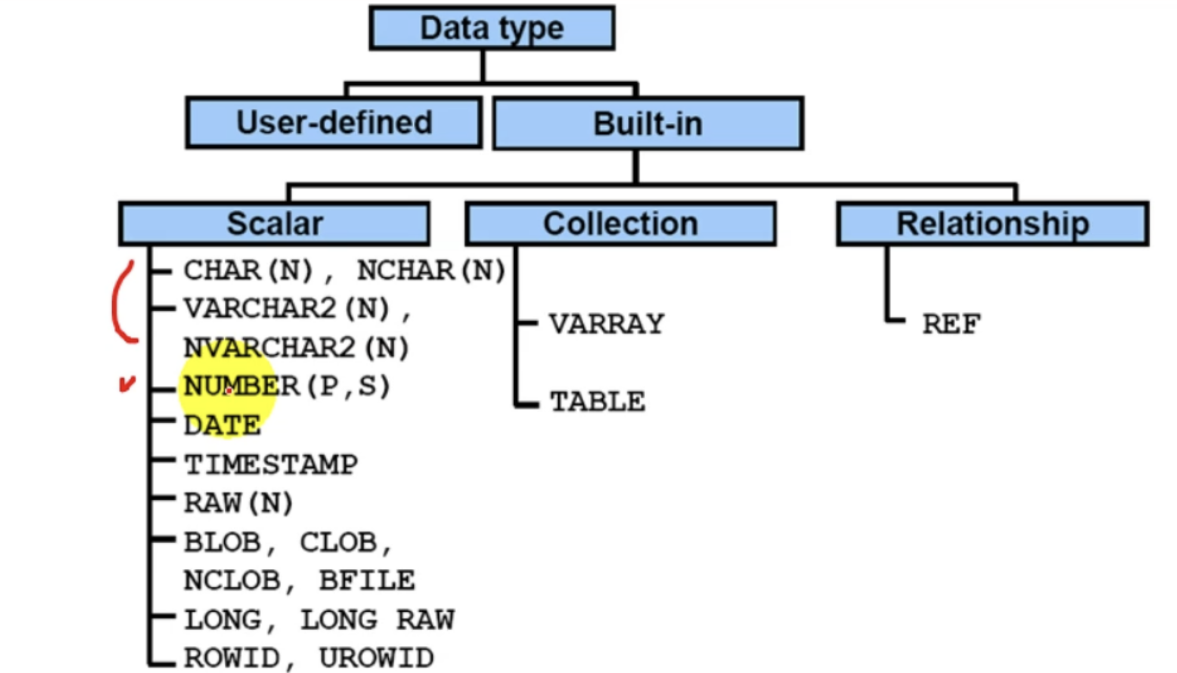 Data type
User-defined
Built-in
Scalar
Collection
Relationship
CHAR(N), NCHAR(N)
VARCHAR2(N),
NVARCHAR2(N)
NUMBER(P,S)
DATE
TIMESTAMP
RAW(N)
BLOB, CLOB,
NCLOB, BFILE
LONG, LONG RAW
ROWID, UROWID
VARRAY
TABLE
REF